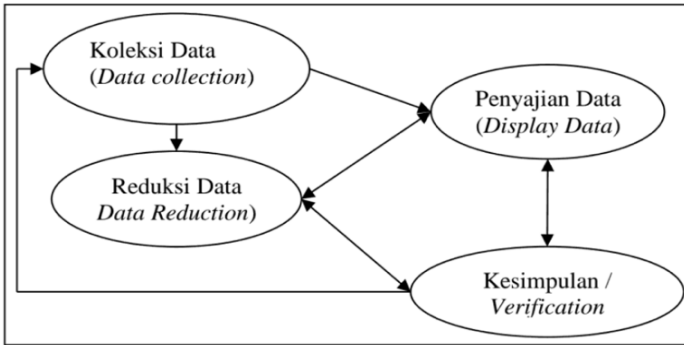 Koleksi Data
(Data collection)
Penyajian Data
(Display Data)
Reduksi Data
Data Reduction)
Kesimpulan /
Verification